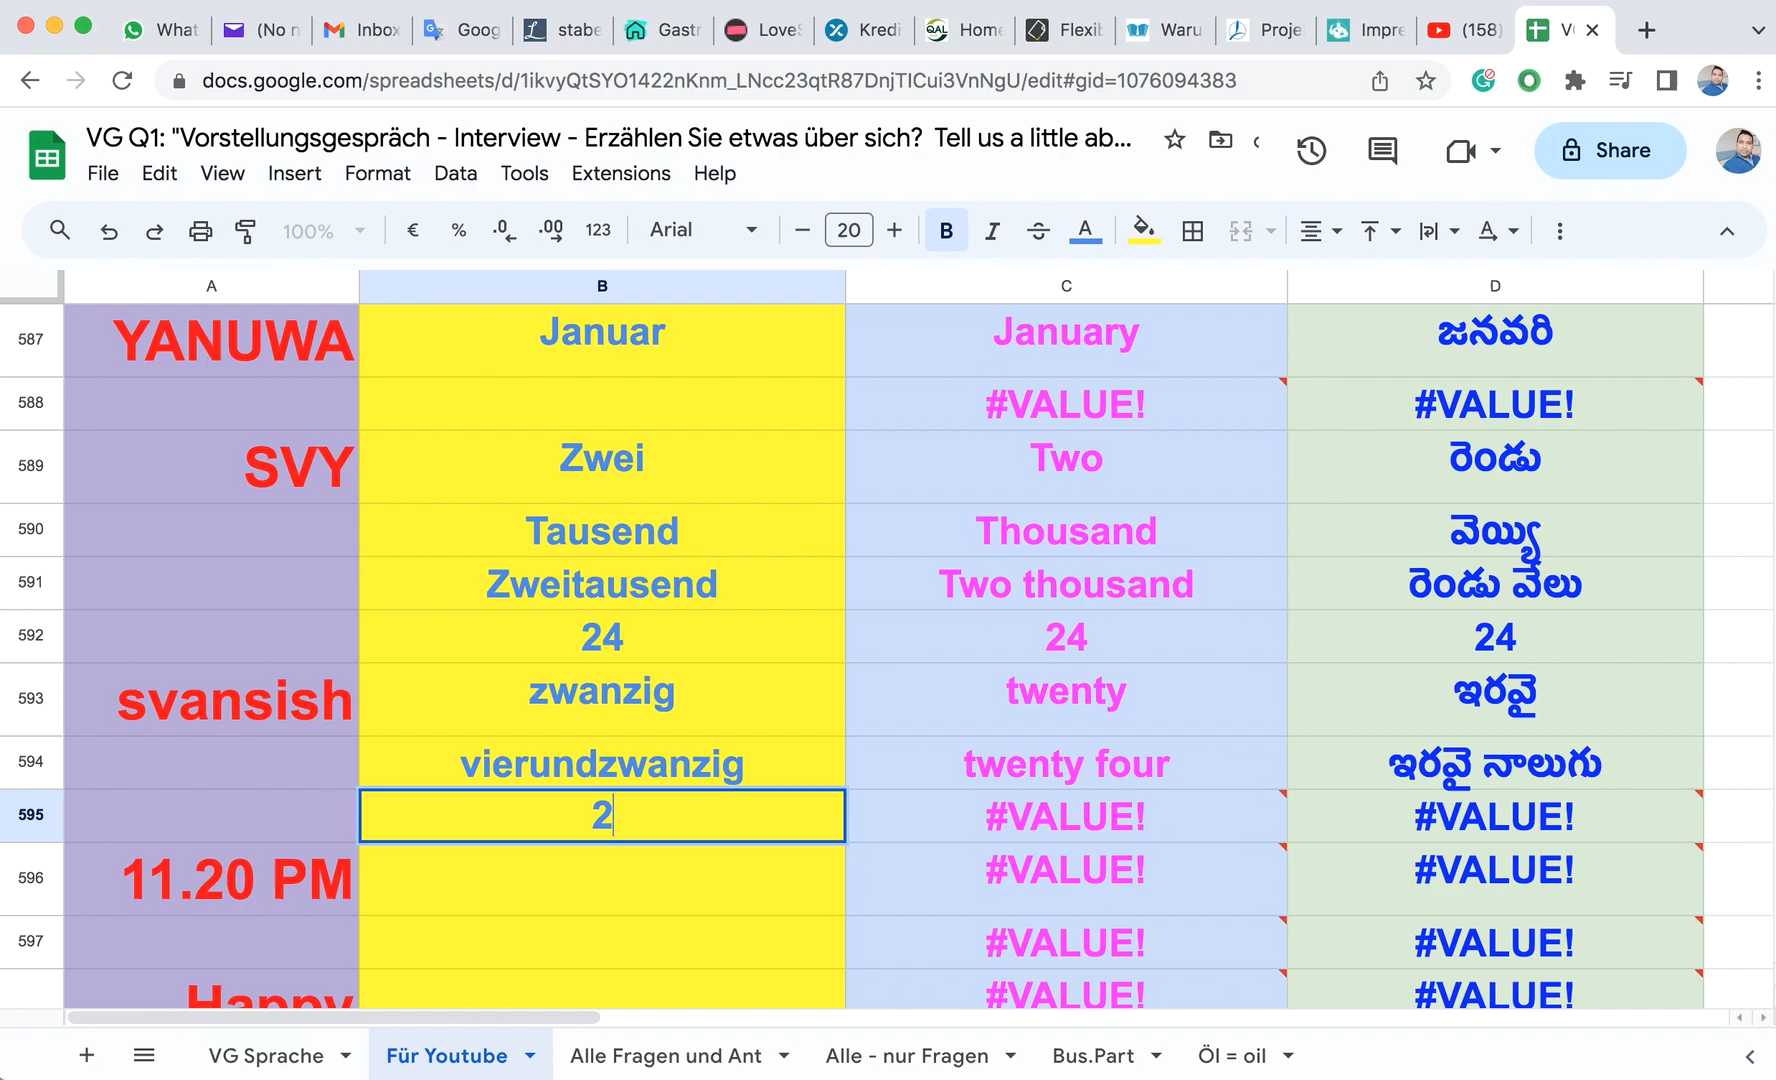 What
(No n
Inbox
Goog
stabe
Gastr
LoveS
Kredi
QAL
Home
Flexib
Waru
Proje
Impre
(158)
VG
docs.google.com/spreadsheets/d/1ikvyQtSYO1422nKnm_LNcc23qtR87DnjTICui3VnNgU/edit#gid=1076094383
VG Q1: "Vorstellungsgespräch - Interview - Erzählen Sie etwas über sich? Tell us a little ab...
File Edit View Insert Format Data Tools Extensions Help
Share
100% € % .0 .00 123 Arial 20 B I A
A B C D
587 YANUWA Januar January జనవరి
588 #VALUE! #VALUE!
589 SVY Zwei Two రెండు
590 Tausend Thousand వెయ్యి
591 Zweitausend Two thousand రెండు వేలు
592 24 24 24
593 svansish zwanzig twenty ఇరవై
594 vierundzwanzig twenty four ఇరవై నాలుగు
595 2 #VALUE! #VALUE!
596 11.20 PM #VALUE! #VALUE!
597 #VALUE! #VALUE!
Happy #VALUE! #VALUE!
VG Sprache Für Youtube Alle Fragen und Ant Alle - nur Fragen Bus.Part Öl = oil